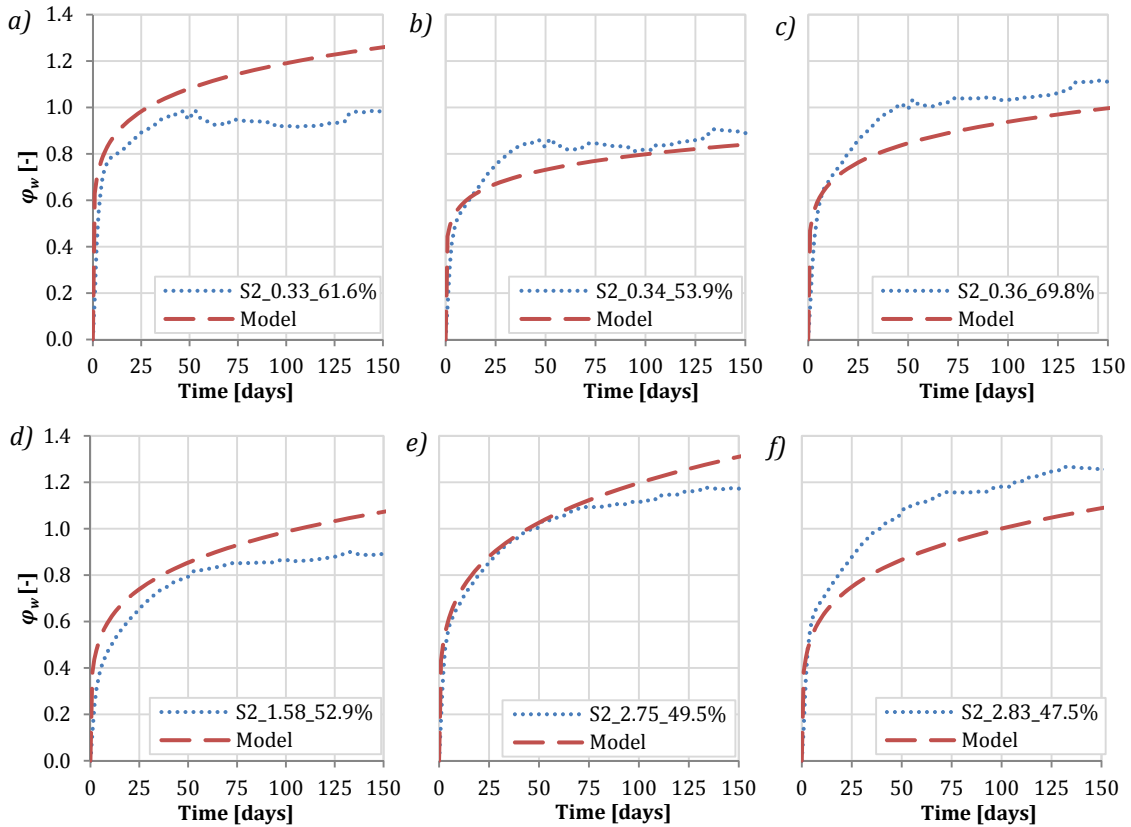 a)
1.4
1.2
1.0
0.8
0.6
0.4
0.2
0.0
φw [-]
S2_0.33_61.6%
Model
0 25 50 75 100 125 150
Time [days]
b)
S2_0.34_53.9%
Model
0 25 50 75 100 125 150
Time [days]
c)
S2_0.36_69.8%
Model
0 25 50 75 100 125 150
Time [days]
d)
1.4
1.2
1.0
0.8
0.6
0.4
0.2
0.0
φw [-]
S2_1.58_52.9%
Model
0 25 50 75 100 125 150
Time [days]
e)
S2_2.75_49.5%
Model
0 25 50 75 100 125 150
Time [days]
f)
S2_2.83_47.5%
Model
0 25 50 75 100 125 150
Time [days]